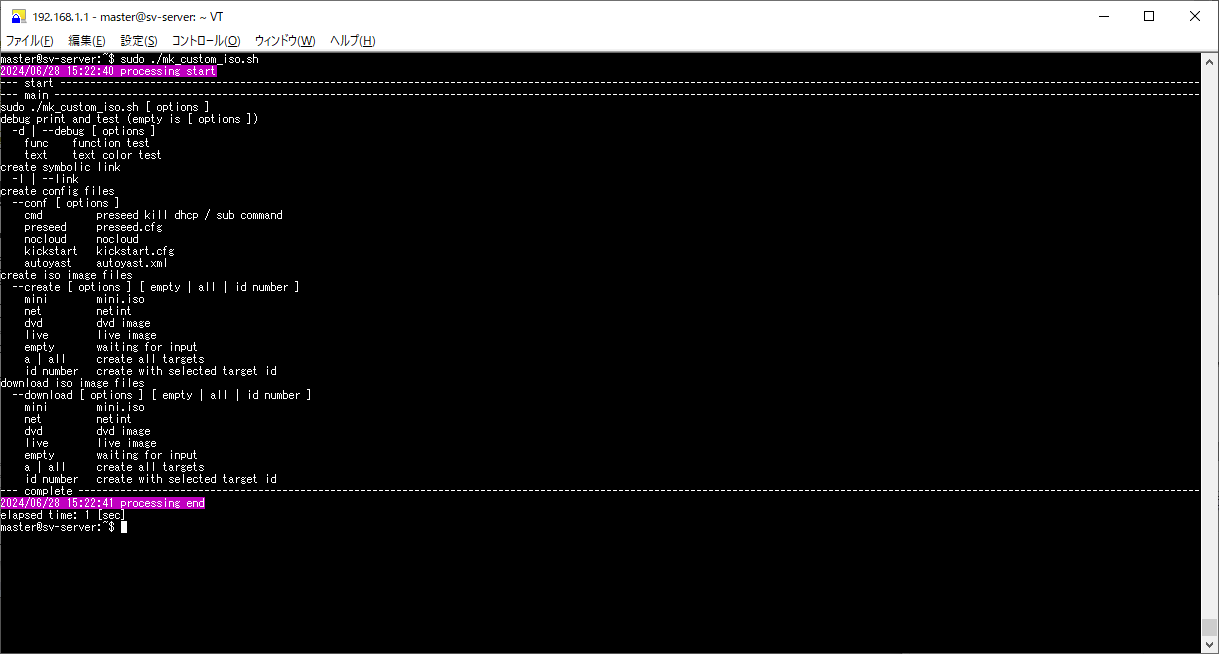 192.168.1.1 - master@sv-server: ~ VT
ファイル(F) 編集(E) 設定(S) コントロール(O) ウィンドウ(W) ヘルプ(H)
master@sv-server:~$ sudo ./mk_custom_iso.sh
2024/06/28 15:22:40 processing start
--- start ---
--- main ---
sudo ./mk_custom_iso.sh [ options ]
debug print and test (empty is [ options ])
  -d | --debug [ options ]
    func    function test
    text    text color test
create symbolic link
  -l | --link
create config files
  --conf [ options ]
    cmd         preseed kill dhcp / sub command
    preseed     preseed.cfg
    nocloud     nocloud
    kickstart   kickstart.cfg
    autoyast    autoyast.xml
create iso image files
  --create [ options ] [ empty | all | id number ]
    mini        mini.iso
    net         netint
    dvd         dvd image
    live        live image
    empty       waiting for input
    a | all     create all targets
    id number   create with selected target id
download iso image files
  --download [ options ] [ empty | all | id number ]
    mini        mini.iso
    net         netint
    dvd         dvd image
    live        live image
    empty       waiting for input
    a | all     create all targets
    id number   create with selected target id
--- complete ---
2024/06/28 15:22:41 processing end
elapsed time: 1 [sec]
master@sv-server:~$